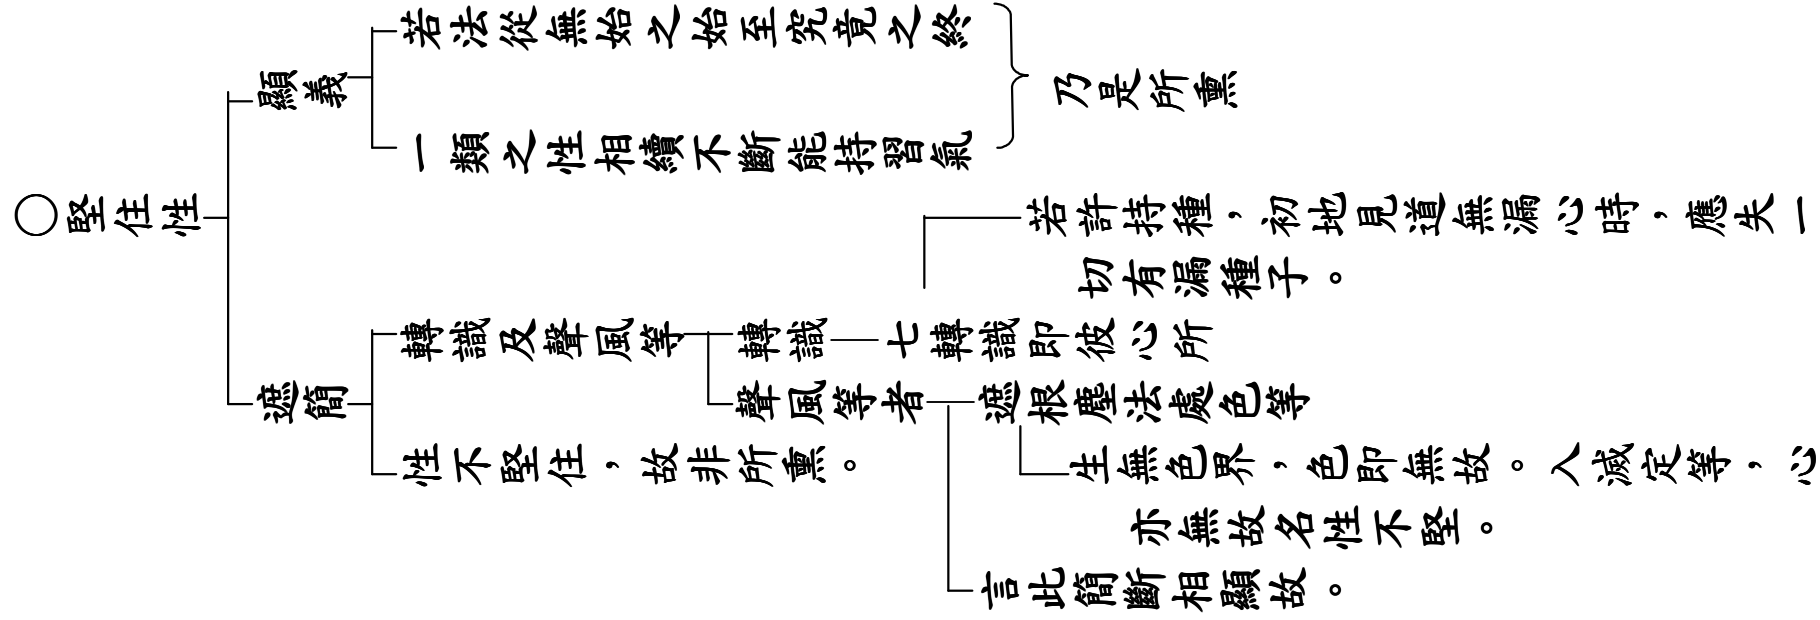 ○堅住性
顯義
若法從無始之始至究竟之終
一類之性相續不斷能持習氣
乃是所熏
遮簡
轉識及聲風等
轉識
七轉識即彼心所
若許持種，初地見道無漏心時，應失一
切有漏種子。
聲風等者
遮根塵法處色等
生無色界，色即無故。入滅定等，心
亦無故名性不堅。
言此簡斷相顯故。
性不堅住，故非所熏。